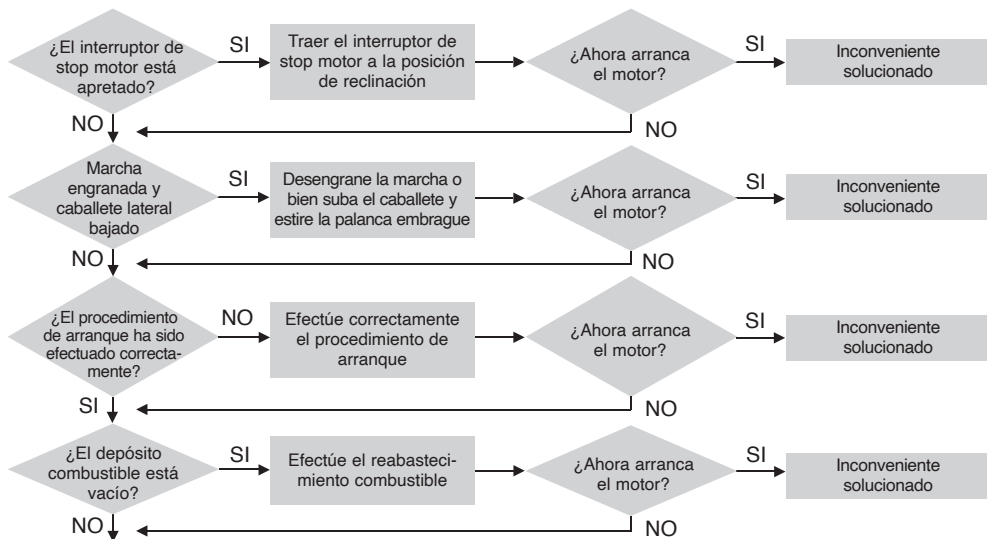 ¿El interruptor de
stop motor está
apretado?
SI
Traer el interruptor de
stop motor a la posición
de reclinación
¿Ahora arranca
el motor?
SI
Inconveniente
solucionado
NO
NO
Marcha
engranada y
caballete lateral
bajado
SI
Desengrane la marcha o
bien suba el caballete y
estire la palanca embrague
¿Ahora arranca
el motor?
SI
Inconveniente
solucionado
NO
NO
¿El procedimiento
de arranque ha sido
efectuado correcta-
mente?
NO
Efectúe correctamente
el procedimiento de
arranque
¿Ahora arranca
el motor?
SI
Inconveniente
solucionado
SI
NO
¿El depósito
combustible está
vacío?
SI
Efectúe el reabasteci-
miento combustible
¿Ahora arranca
el motor?
SI
Inconveniente
solucionado
NO
NO